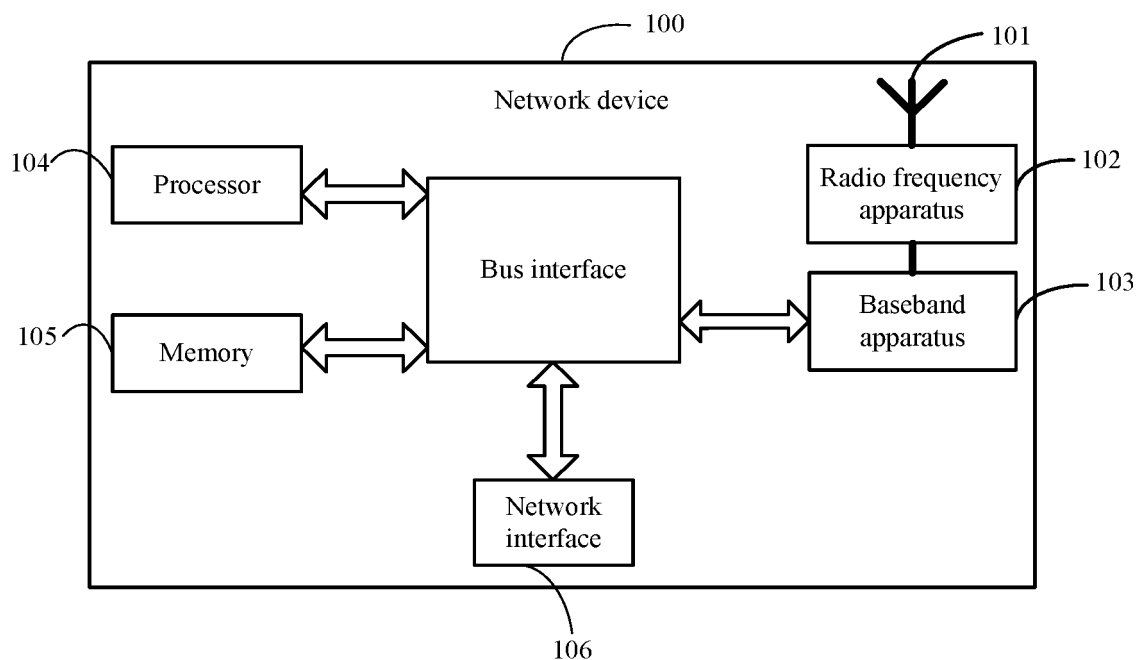 100
101
Network device
104
Processor
Radio frequency
apparatus
102
Bus interface
103
Baseband
apparatus
105
Memory
Network
interface
106